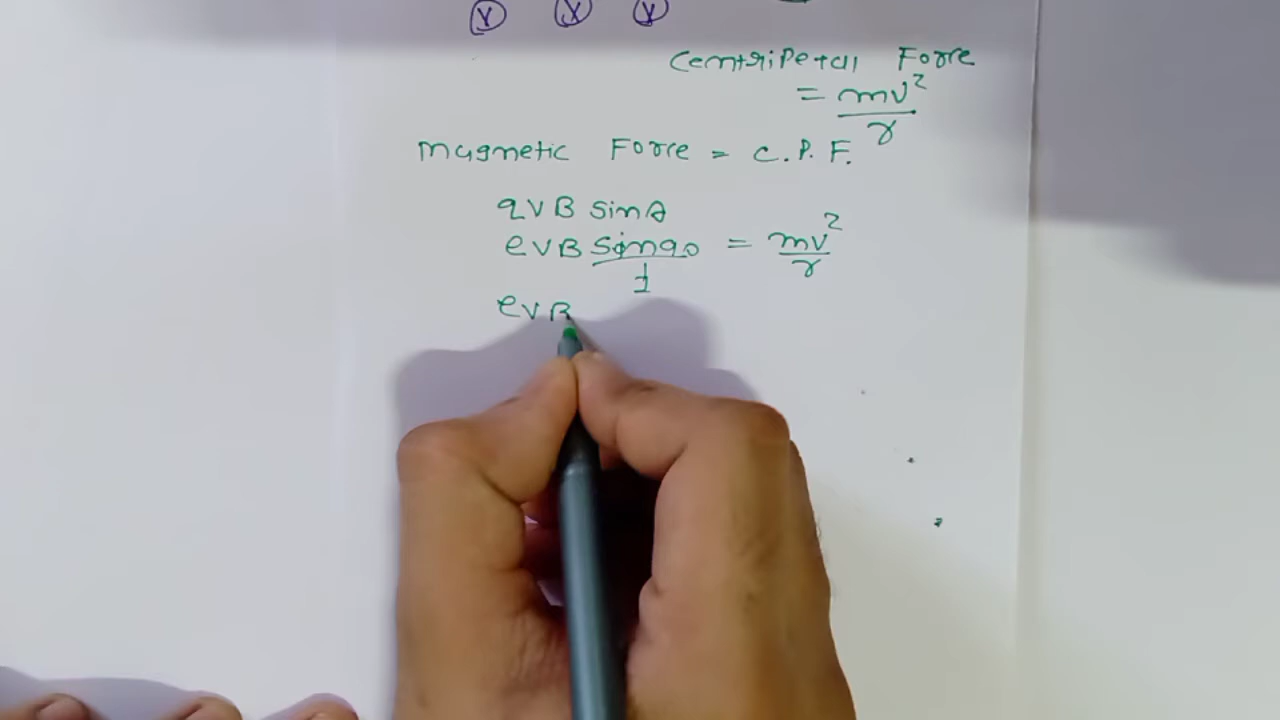 Ⓧ Ⓧ Ⓧ
Centripetal Force
= mv²/r
Magnetic Force = C.P.F.
qvB sinθ
evB sin90 = mv²/r
1
evB